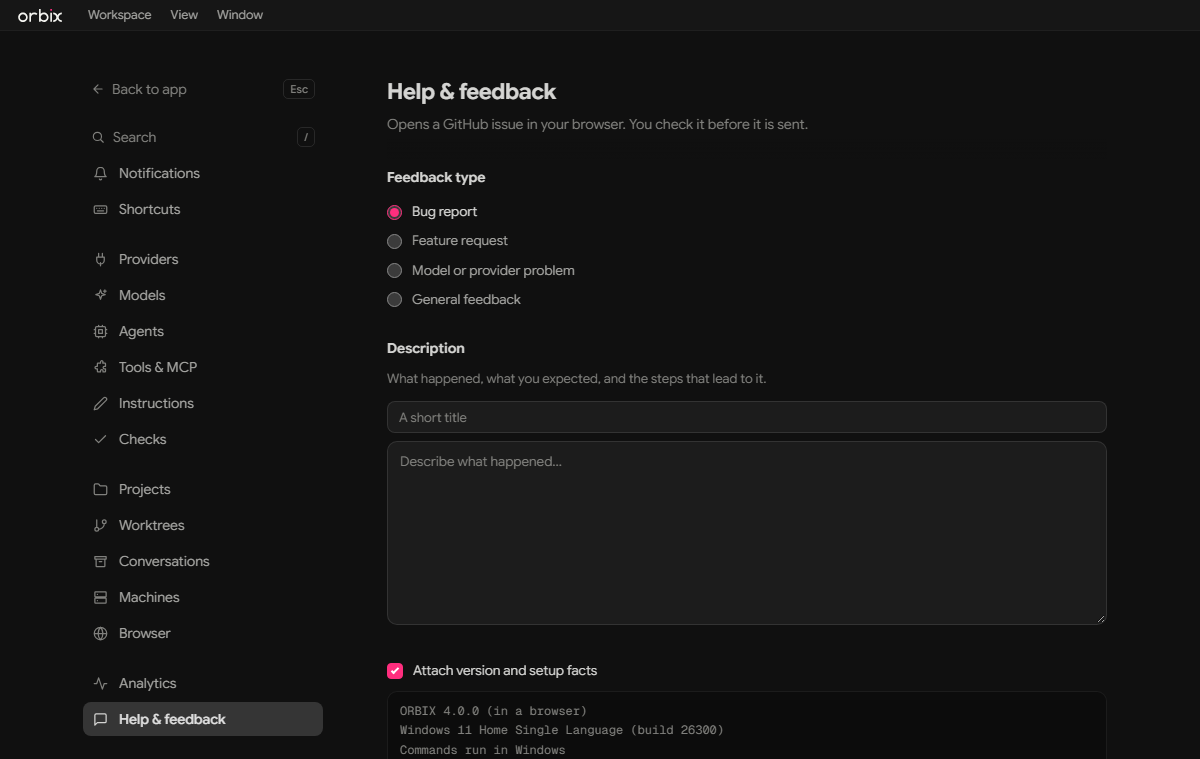 orbix Workspace View Window
Back to app Esc
Search /
Notifications
Shortcuts
Providers
Models
Agents
Tools & MCP
Instructions
Checks
Projects
Worktrees
Conversations
Machines
Browser
Analytics
Help & feedback
Help & feedback
Opens a GitHub issue in your browser. You check it before it is sent.
Feedback type
Bug report
Feature request
Model or provider problem
General feedback
Description
What happened, what you expected, and the steps that lead to it.
A short title
Describe what happened...
Attach version and setup facts
ORBIX 4.0.0 (in a browser)
Windows 11 Home Single Language (build 26300)
Commands run in Windows